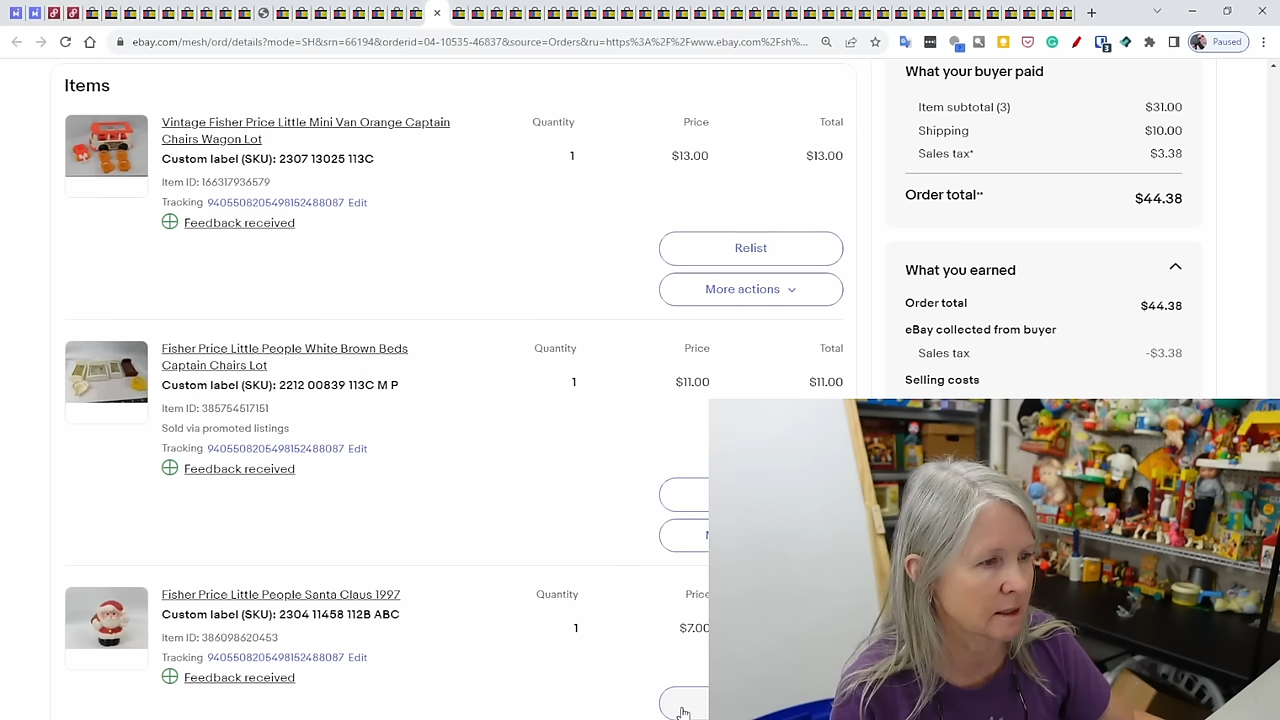 ebay.com/mesh/ord/details?mode=SH&srn=66194&orderid=04-10535-46837&source=Orders&ru=https%3A%2F%2Fwww.ebay.com%2Fsh%...
Paused
Items
Vintage Fisher Price Little Mini Van Orange Captain
Chairs Wagon Lot
Custom label (SKU): 2307 13025 113C
Item ID: 166317936579
Tracking 9405508205498152488087 Edit
Feedback received
Quantity
1
Price
$13.00
Total
$13.00
Relist
More actions
Fisher Price Little People White Brown Beds
Captain Chairs Lot
Custom label (SKU): 2212 00839 113C M P
Item ID: 385754517151
Sold via promoted listings
Tracking 9405508205498152488087 Edit
Feedback received
Quantity
1
Price
$11.00
Total
$11.00
Fisher Price Little People Santa Claus 1997
Custom label (SKU): 2304 11458 112B ABC
Item ID: 386098620453
Tracking 9405508205498152488087 Edit
Feedback received
Quantity
1
Price
$7.00
What your buyer paid
Item subtotal (3) $31.00
Shipping $10.00
Sales tax* $3.38
Order total** $44.38
What you earned
Order total $44.38
eBay collected from buyer
Sales tax -$3.38
Selling costs